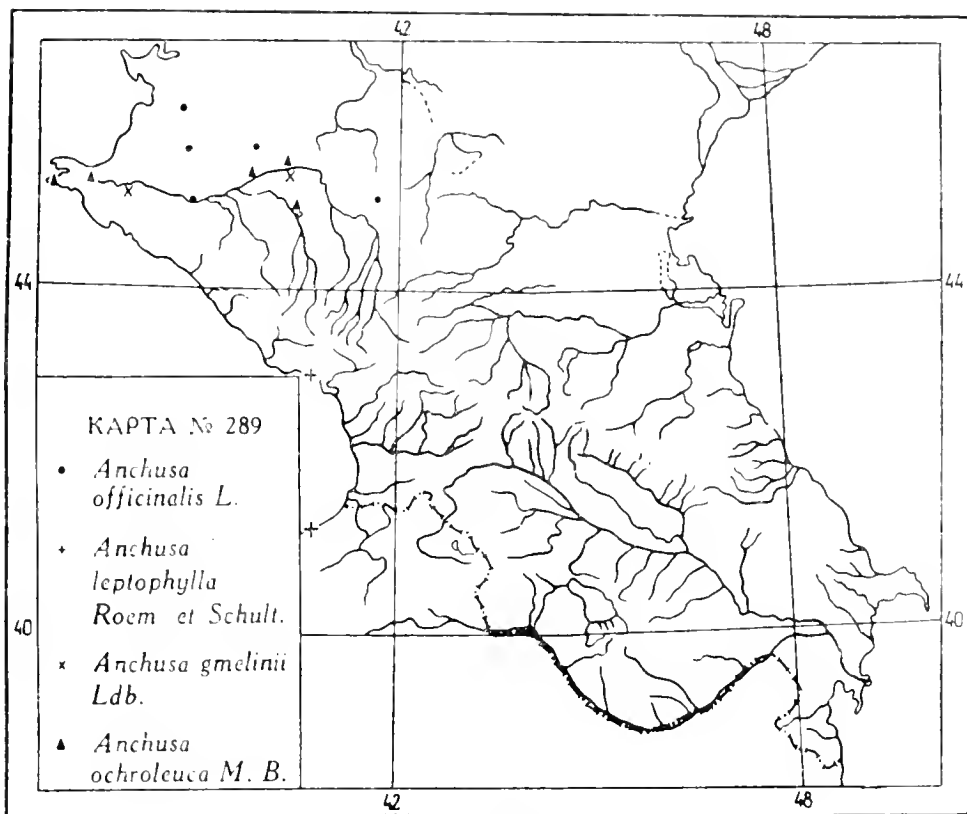 42 48
44 44
КАРТА № 289
Anchusa
officinalis L.
Anchusa
leptophylla
Roem et Schult.
40 40
Anchusa gmelinii
Ldb.
Anchusa
ochroleuca M. B.
42 48